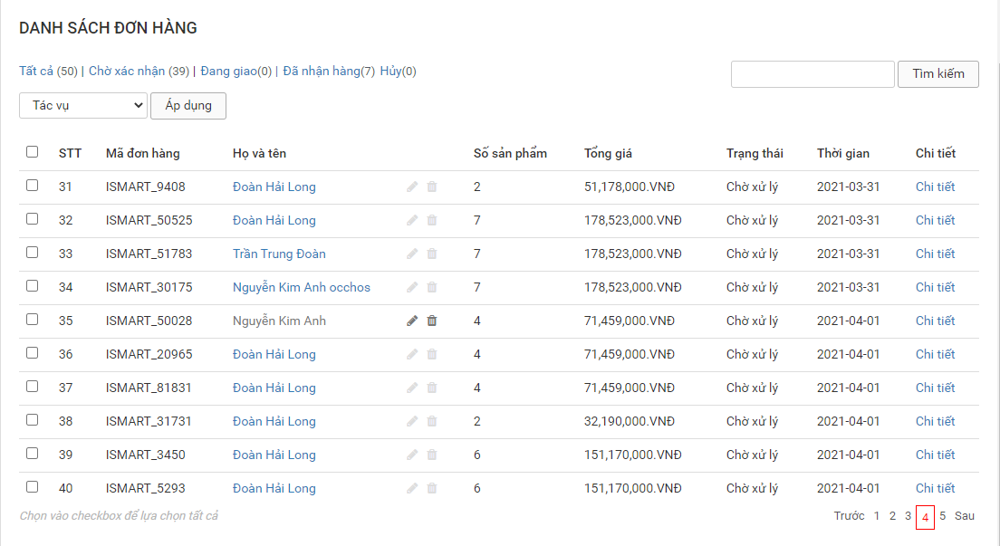 DANH SÁCH ĐƠN HÀNG
Tất cả (50) | Chờ xác nhận (39) | Đang giao(0) | Đã nhận hàng(7) Hủy(0)
Tìm kiếm
Tác vụ Áp dụng
STT Mã đơn hàng Họ và tên Số sản phẩm Tổng giá Trạng thái Thời gian Chi tiết
31 ISMART_9408 Đoàn Hải Long 2 51,178,000.VNĐ Chờ xử lý 2021-03-31 Chi tiết
32 ISMART_50525 Đoàn Hải Long 7 178,523,000.VNĐ Chờ xử lý 2021-03-31 Chi tiết
33 ISMART_51783 Trần Trung Đoàn 7 178,523,000.VNĐ Chờ xử lý 2021-03-31 Chi tiết
34 ISMART_30175 Nguyễn Kim Anh occhos 7 178,523,000.VNĐ Chờ xử lý 2021-03-31 Chi tiết
35 ISMART_50028 Nguyễn Kim Anh 4 71,459,000.VNĐ Chờ xử lý 2021-04-01 Chi tiết
36 ISMART_20965 Đoàn Hải Long 4 71,459,000.VNĐ Chờ xử lý 2021-04-01 Chi tiết
37 ISMART_81831 Đoàn Hải Long 4 71,459,000.VNĐ Chờ xử lý 2021-04-01 Chi tiết
38 ISMART_31731 Đoàn Hải Long 2 32,190,000.VNĐ Chờ xử lý 2021-04-01 Chi tiết
39 ISMART_3450 Đoàn Hải Long 6 151,170,000.VNĐ Chờ xử lý 2021-04-01 Chi tiết
40 ISMART_5293 Đoàn Hải Long 6 151,170,000.VNĐ Chờ xử lý 2021-04-01 Chi tiết
Chọn vào checkbox để lựa chọn tất cả
Trước 1 2 3 4 5 Sau